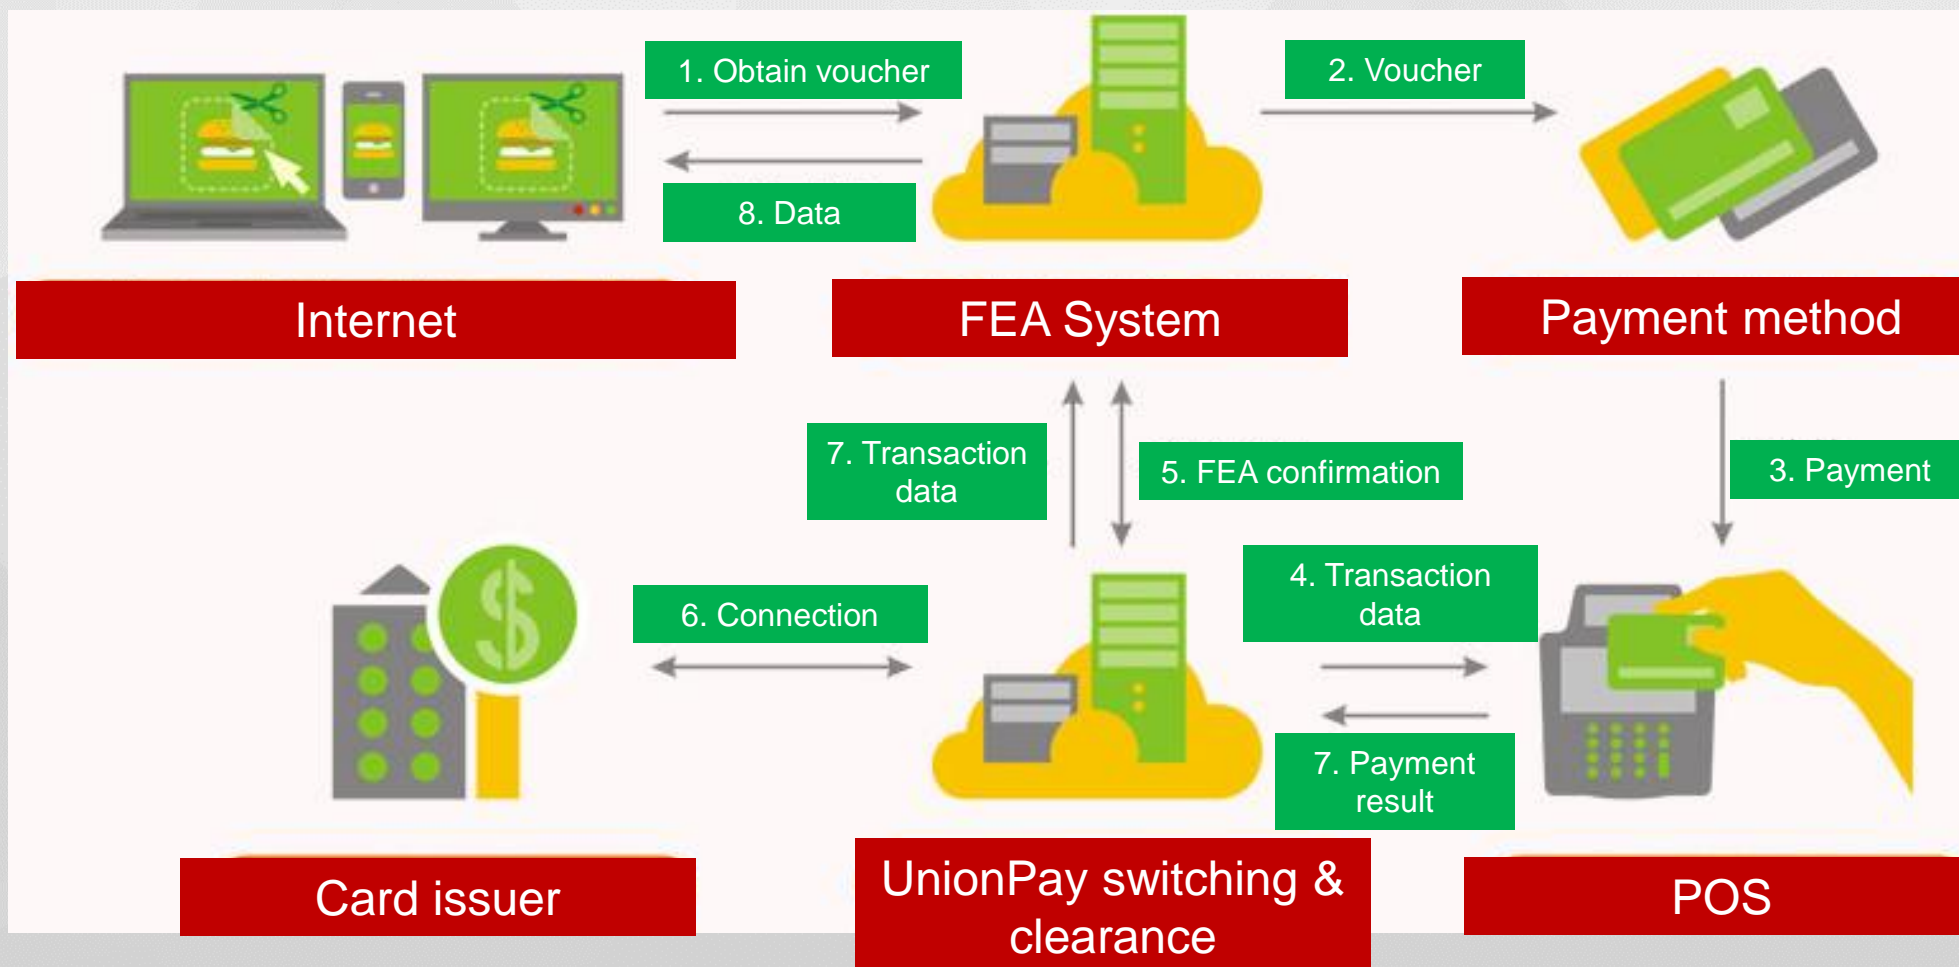 1. Obtain voucher
2. Voucher
8. Data
Internet
FEA System
Payment method
7. Transaction
data
5. FEA confirmation
3. Payment
6. Connection
4. Transaction
data
7. Payment
result
Card issuer
UnionPay switching &
clearance
POS